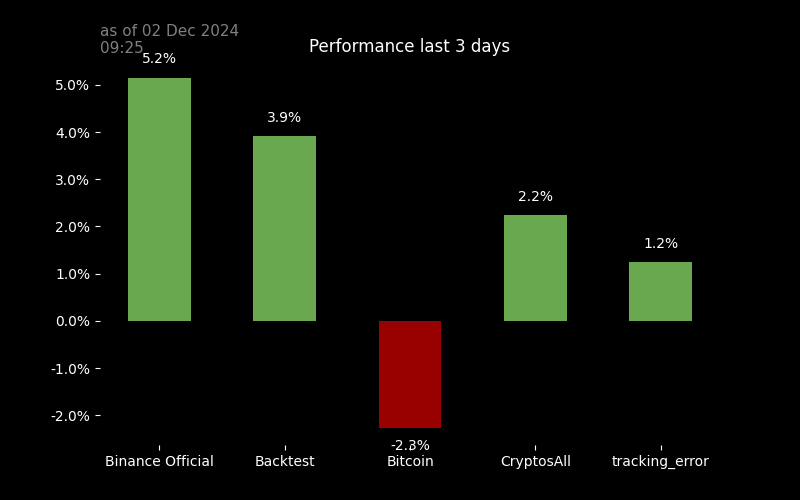 as of 02 Dec 2024
09:25
Performance last 3 days
5.2%
3.9%
2.2%
1.2%
-2.3%
5.0%
4.0%
3.0%
2.0%
1.0%
0.0%
-1.0%
-2.0%
Binance Official
Backtest
Bitcoin
CryptosAll
tracking_error